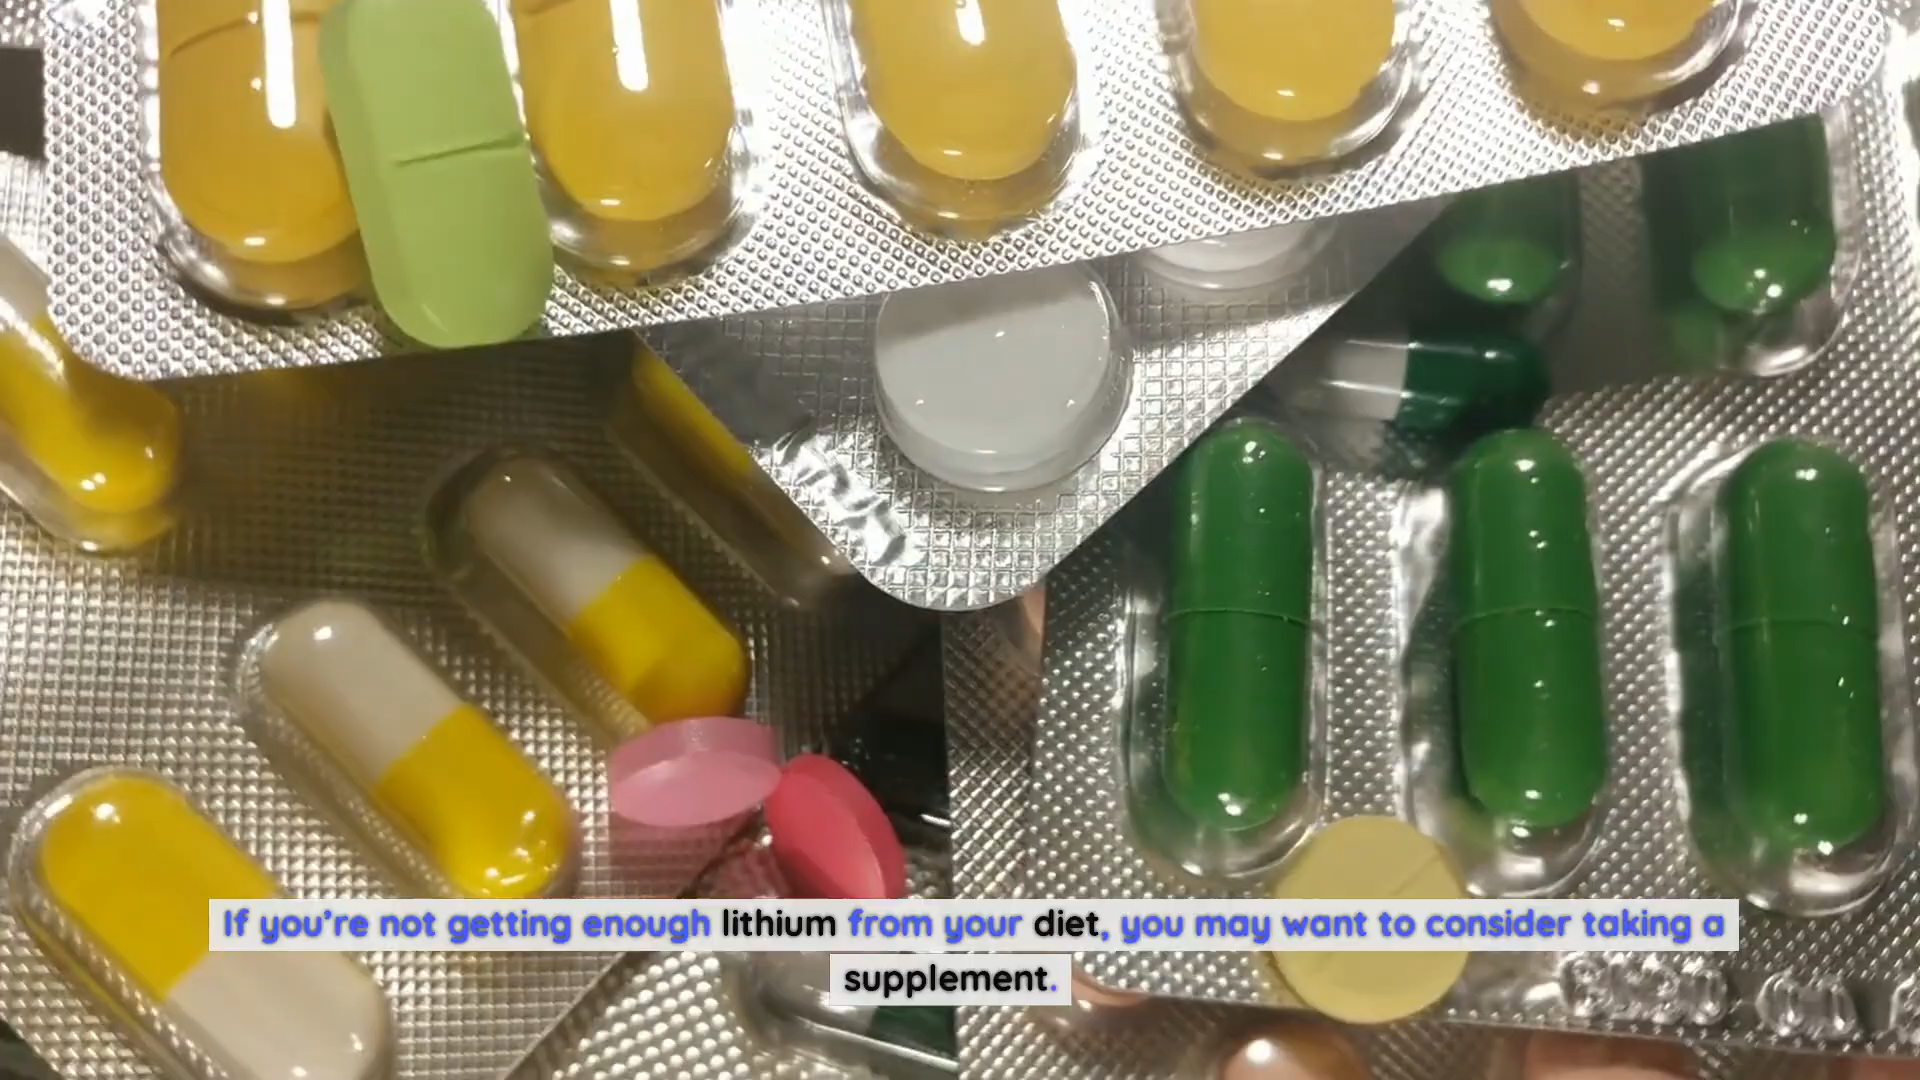 If you’re not getting enough lithium from your diet, you may want to consider taking a
supplement.